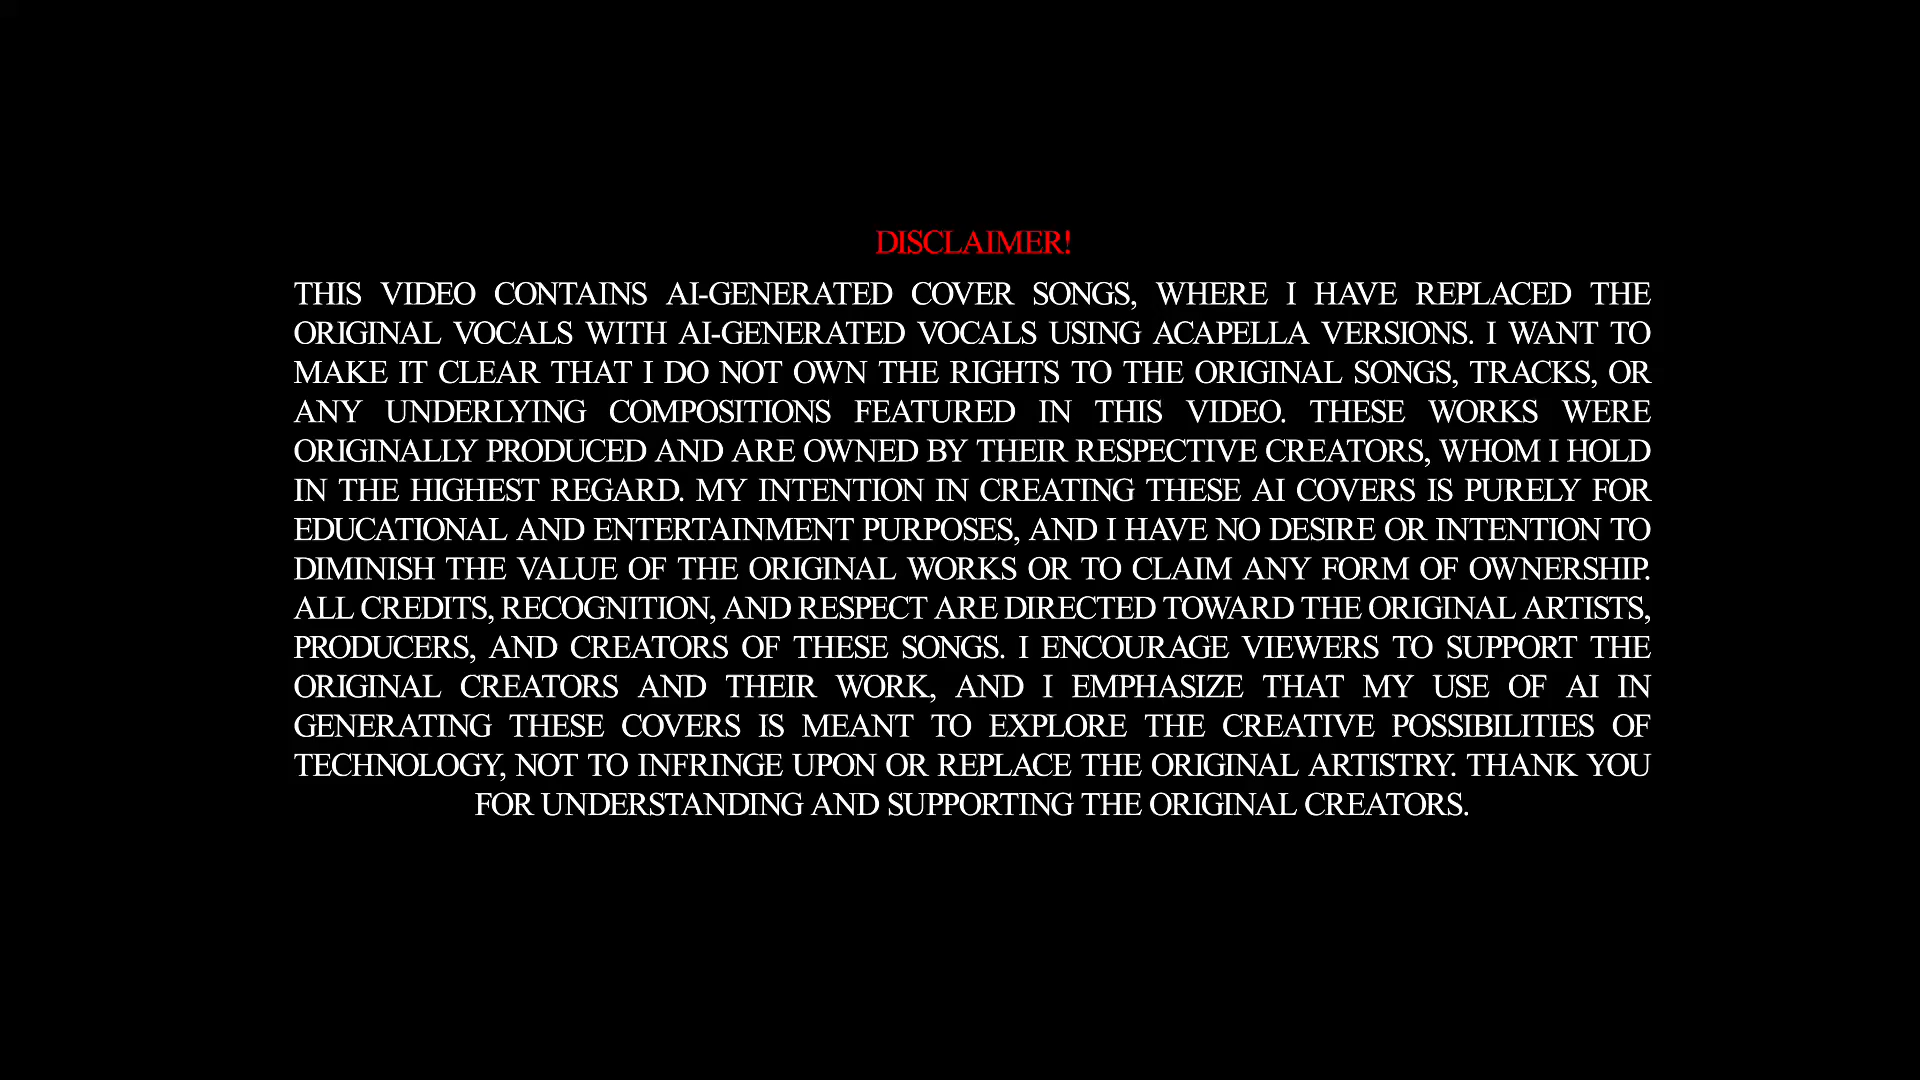 DISCLAIMER!
THIS VIDEO CONTAINS AI-GENERATED COVER SONGS, WHERE I HAVE REPLACED THE
ORIGINAL VOCALS WITH AI-GENERATED VOCALS USING ACAPELLA VERSIONS. I WANT TO
MAKE IT CLEAR THAT I DO NOT OWN THE RIGHTS TO THE ORIGINAL SONGS, TRACKS, OR
ANY UNDERLYING COMPOSITIONS FEATURED IN THIS VIDEO. THESE WORKS WERE
ORIGINALLY PRODUCED AND ARE OWNED BY THEIR RESPECTIVE CREATORS, WHOM I HOLD
IN THE HIGHEST REGARD. MY INTENTION IN CREATING THESE AI COVERS IS PURELY FOR
EDUCATIONAL AND ENTERTAINMENT PURPOSES, AND I HAVE NO DESIRE OR INTENTION TO
DIMINISH THE VALUE OF THE ORIGINAL WORKS OR TO CLAIM ANY FORM OF OWNERSHIP.
ALL CREDITS, RECOGNITION, AND RESPECT ARE DIRECTED TOWARD THE ORIGINAL ARTISTS,
PRODUCERS, AND CREATORS OF THESE SONGS. I ENCOURAGE VIEWERS TO SUPPORT THE
ORIGINAL CREATORS AND THEIR WORK, AND I EMPHASIZE THAT MY USE OF AI IN
GENERATING THESE COVERS IS MEANT TO EXPLORE THE CREATIVE POSSIBILITIES OF
TECHNOLOGY, NOT TO INFRINGE UPON OR REPLACE THE ORIGINAL ARTISTRY. THANK YOU
FOR UNDERSTANDING AND SUPPORTING THE ORIGINAL CREATORS.